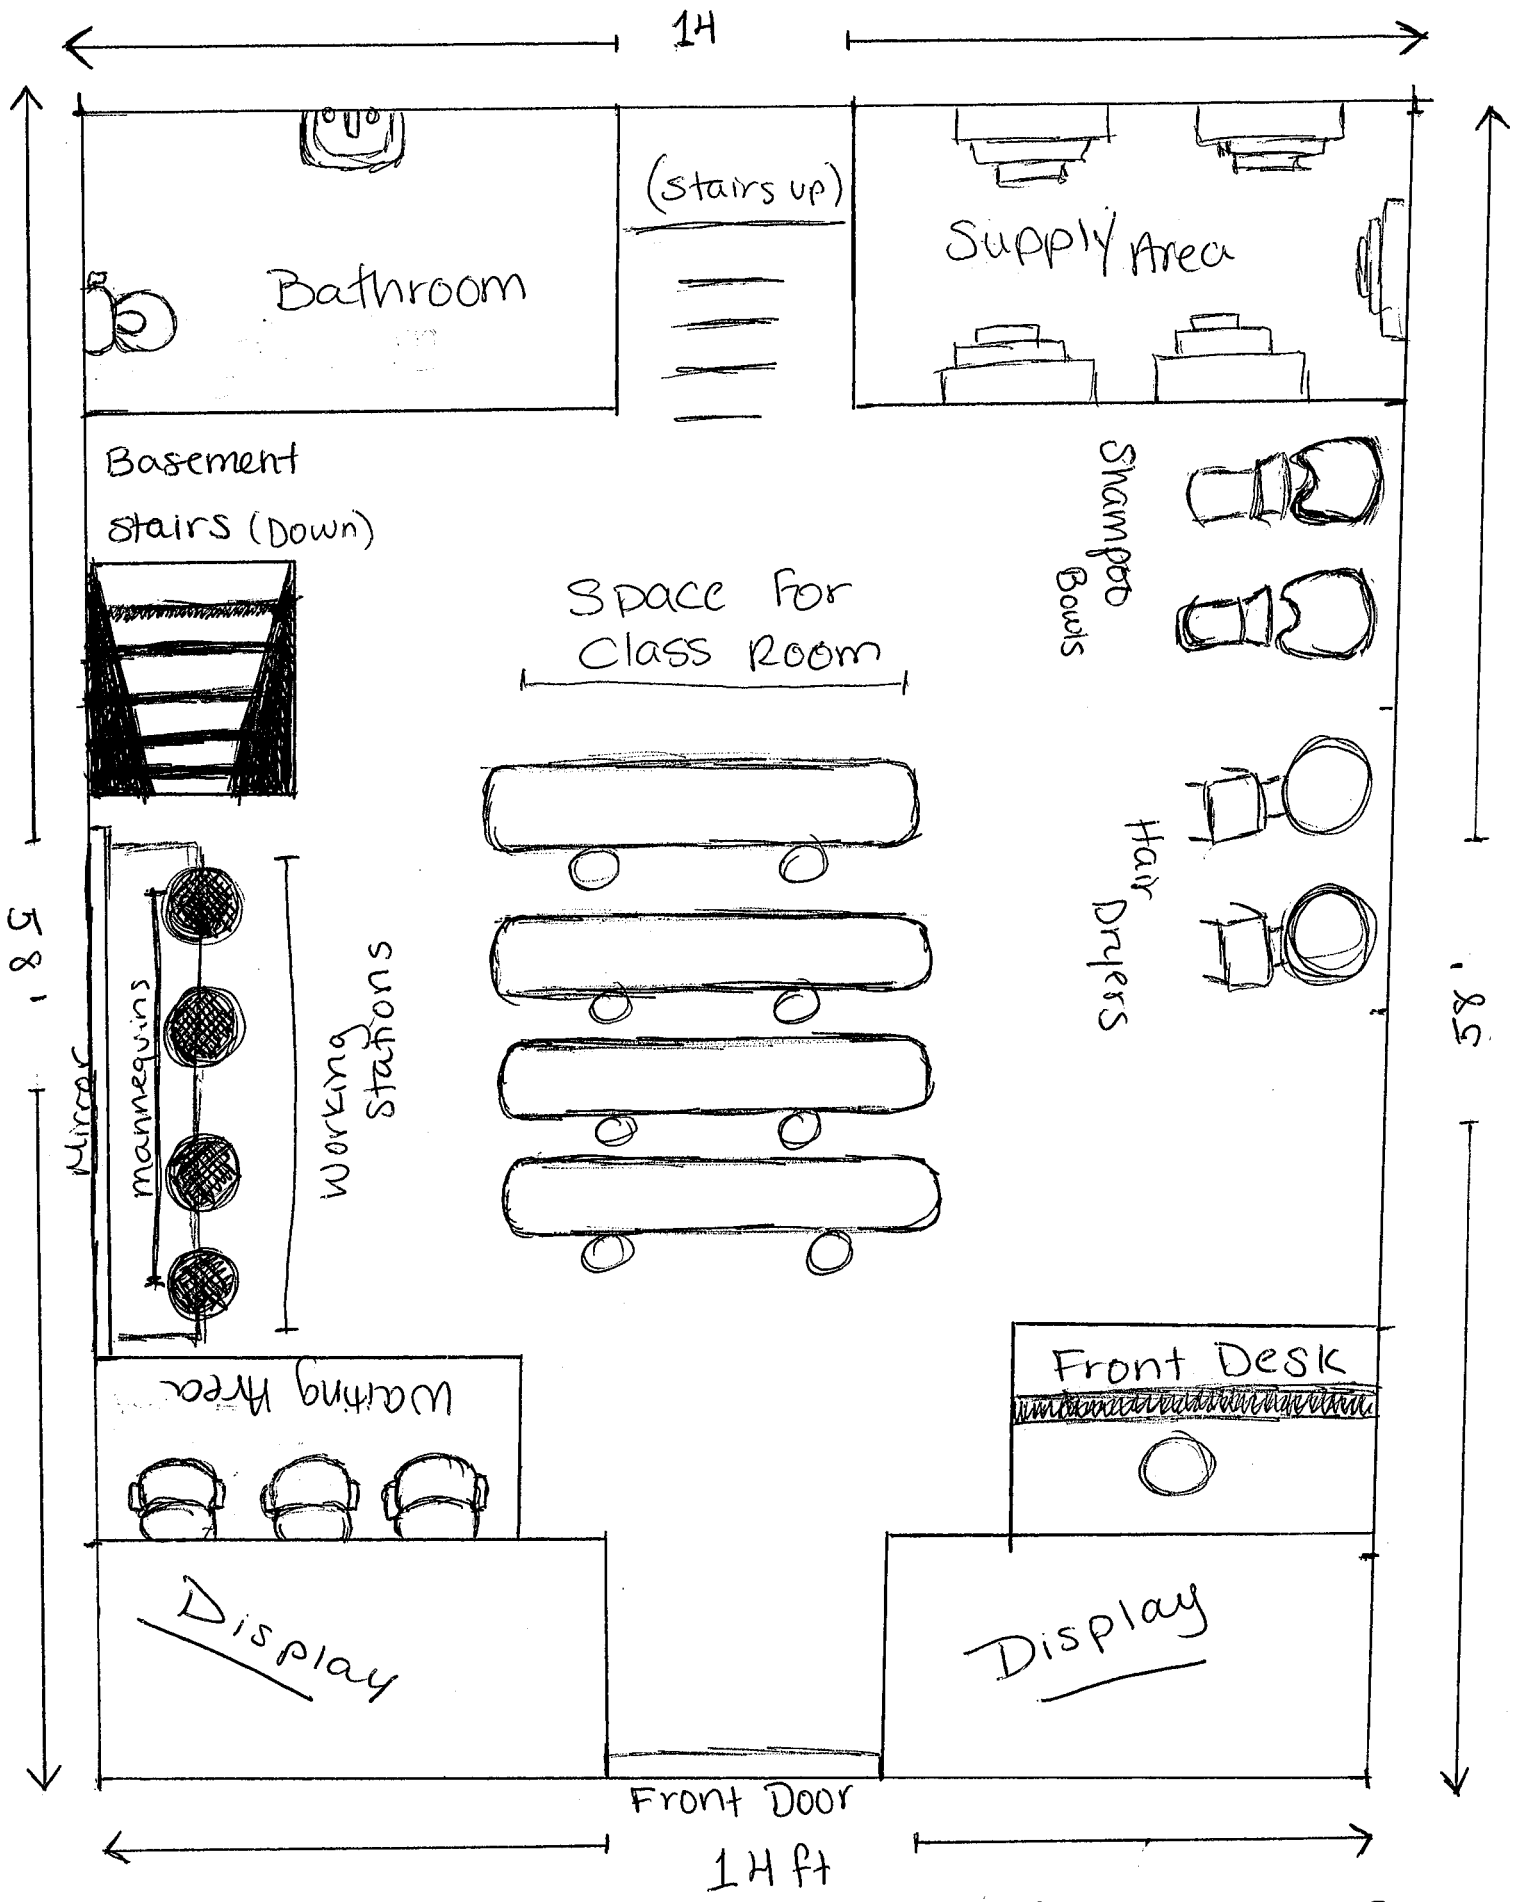 14
(stairs up)
Supply Area
Bathroom
Basement
stairs (Down)
Shampoo
Bowls
Space For
Class Room
Hair
Dryers
58'
58'
Mirror
mannequins
Working
Stations
Waiting Area
Front Desk
Display
Display
Front Door
14 ft